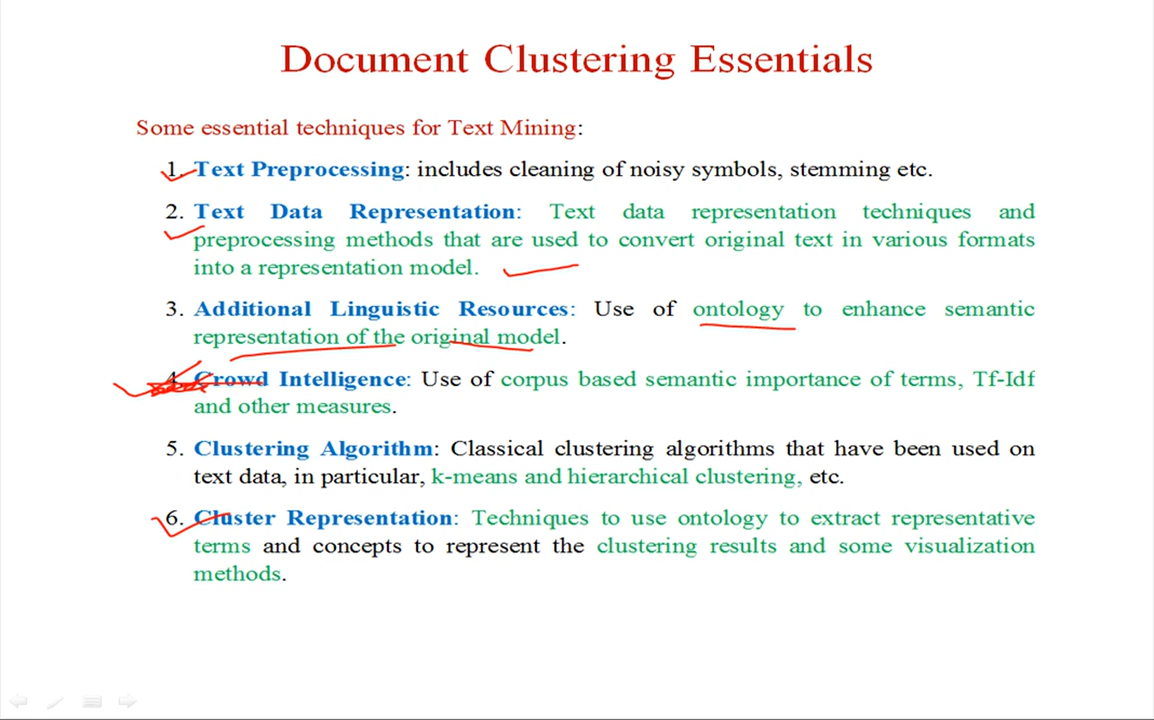 Document Clustering Essentials
Some essential techniques for Text Mining:
1. Text Preprocessing: includes cleaning of noisy symbols, stemming etc.
2. Text Data Representation: Text data representation techniques and
preprocessing methods that are used to convert original text in various formats
into a representation model.
3. Additional Linguistic Resources: Use of ontology to enhance semantic
representation of the original model.
4. Crowd Intelligence: Use of corpus based semantic importance of terms, Tf-Idf
and other measures.
5. Clustering Algorithm: Classical clustering algorithms that have been used on
text data, in particular, k-means and hierarchical clustering, etc.
6. Cluster Representation: Techniques to use ontology to extract representative
terms and concepts to represent the clustering results and some visualization
methods.